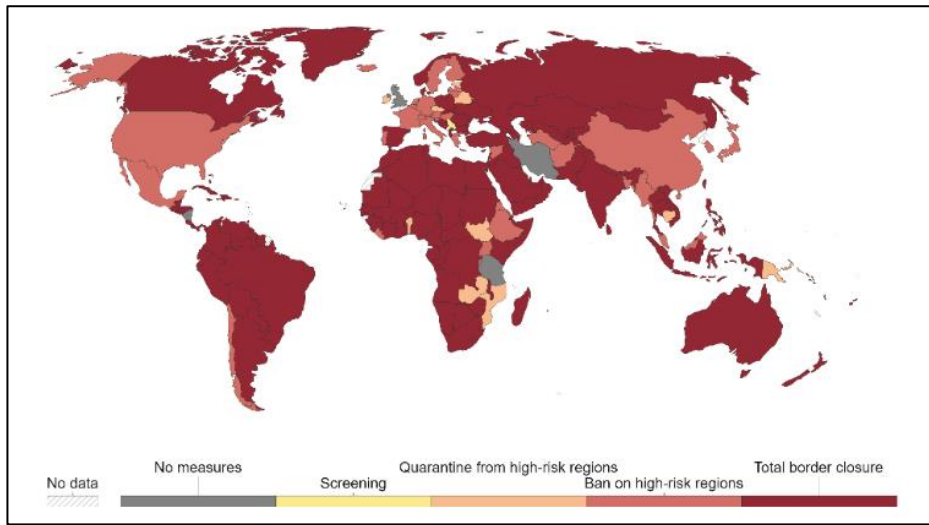 No measures
Quarantine from high-risk regions
Total border closure
No data
Screening
Ban on high-risk regions